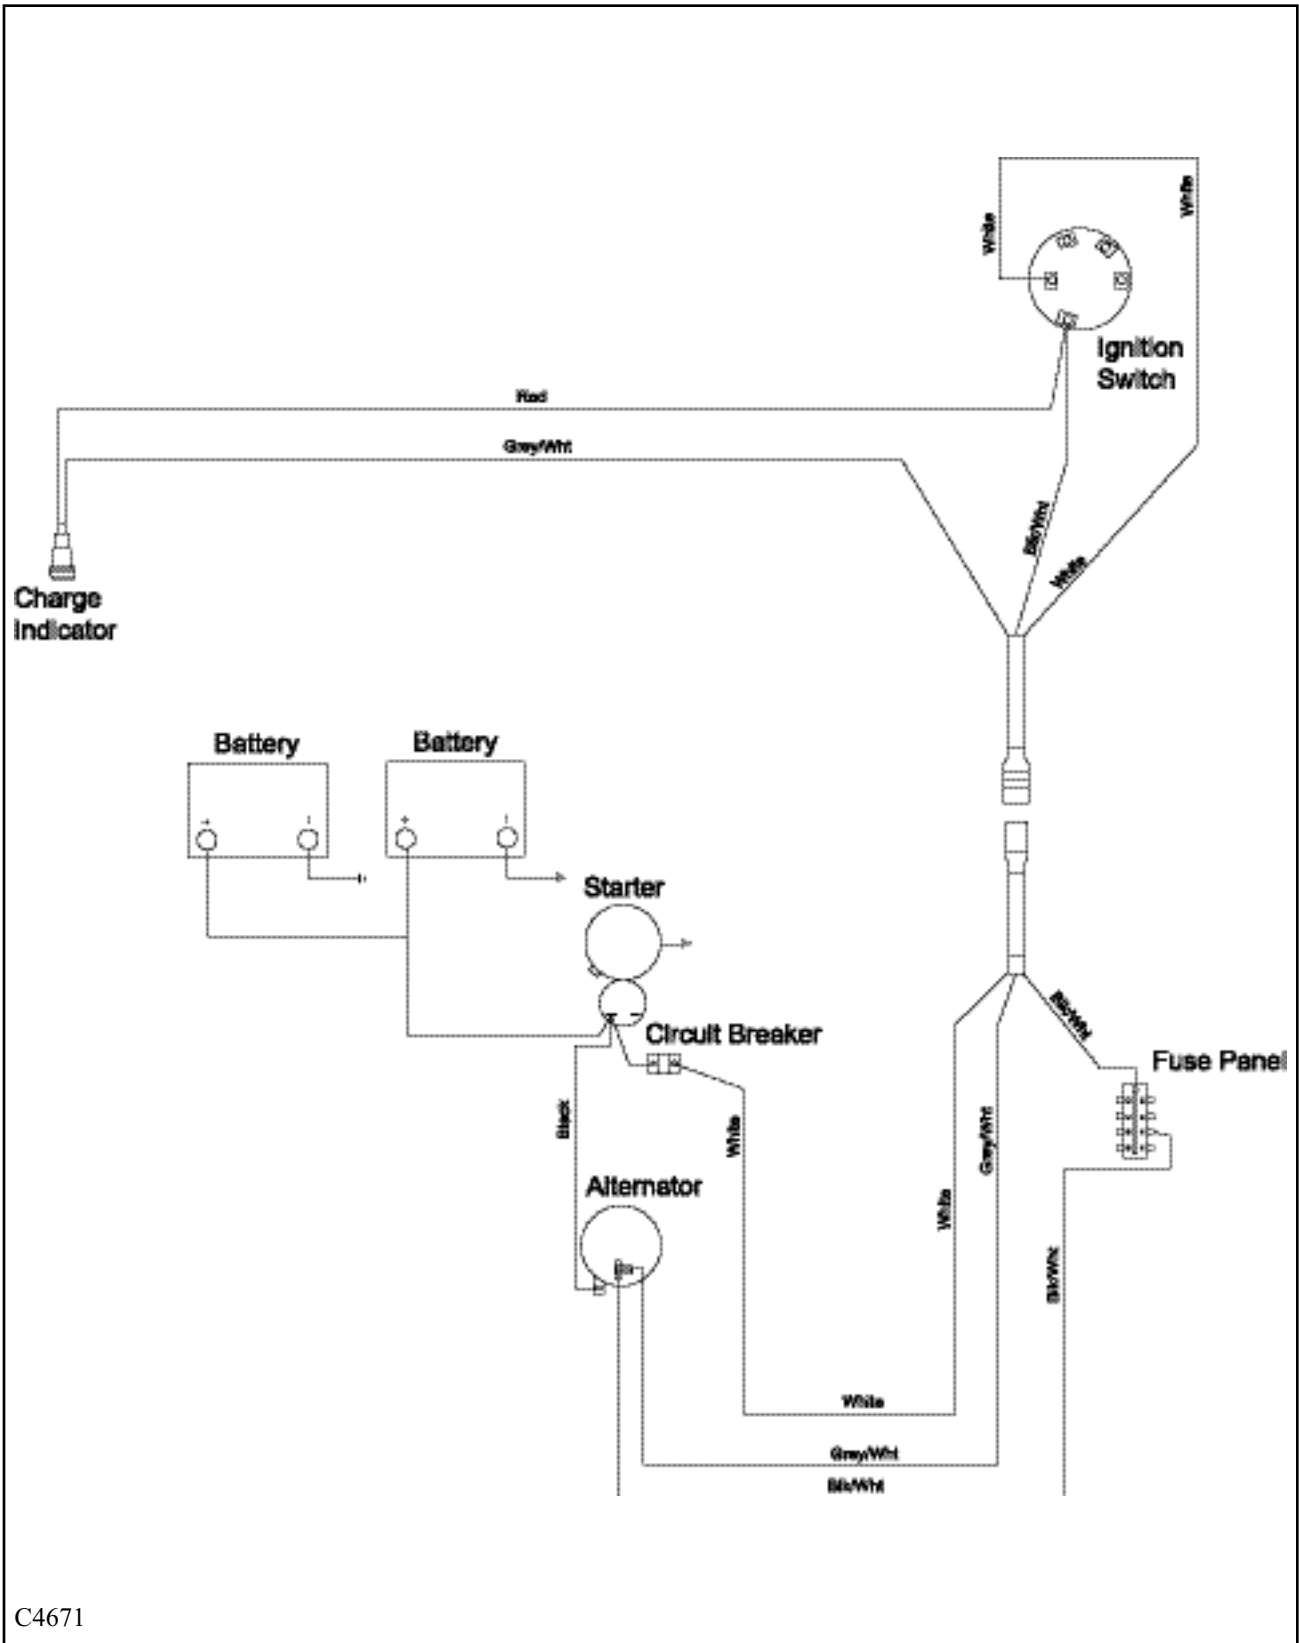 White
White
Ignition
Switch
Red
Grey/Wht
Blk/Wht
White
Charge
Indicator
Battery
Battery
+
-
+
-
Starter
+
-
Circuit Breaker
Blk/Wht
Fuse Panel
Black
White
Grey/Wht
Alternator
White
Blk/Wht
White
Grey/Wht
Blk/Wht
C4671